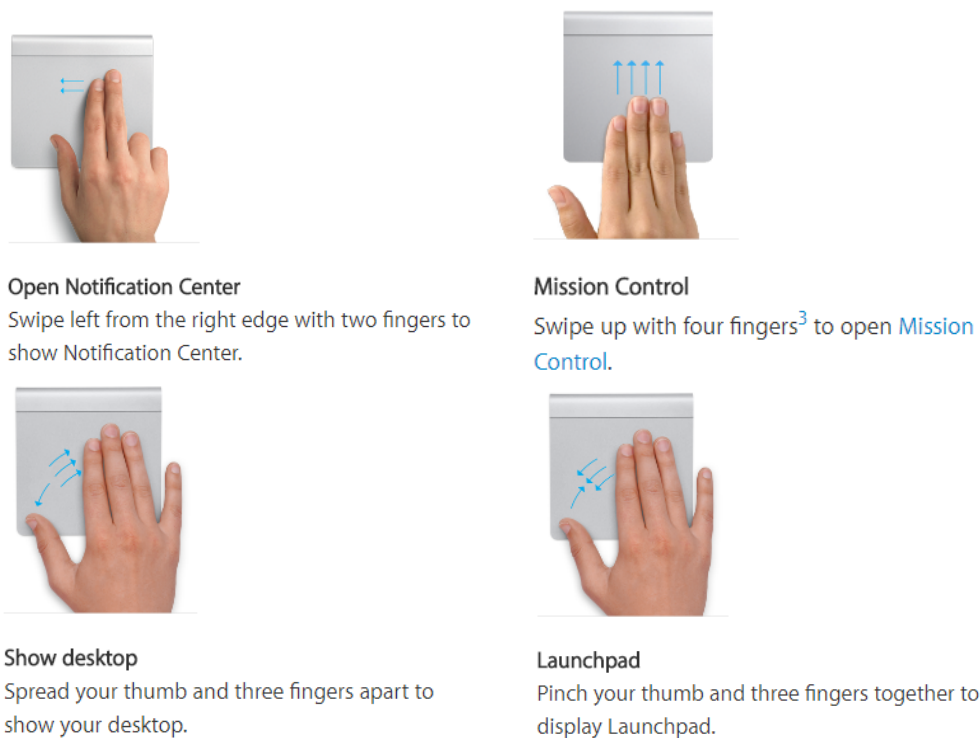 Open Notification Center
Swipe left from the right edge with two fingers to
show Notification Center.
Mission Control
Swipe up with four fingers³ to open Mission
Control.
Show desktop
Spread your thumb and three fingers apart to
show your desktop.
Launchpad
Pinch your thumb and three fingers together to
display Launchpad.